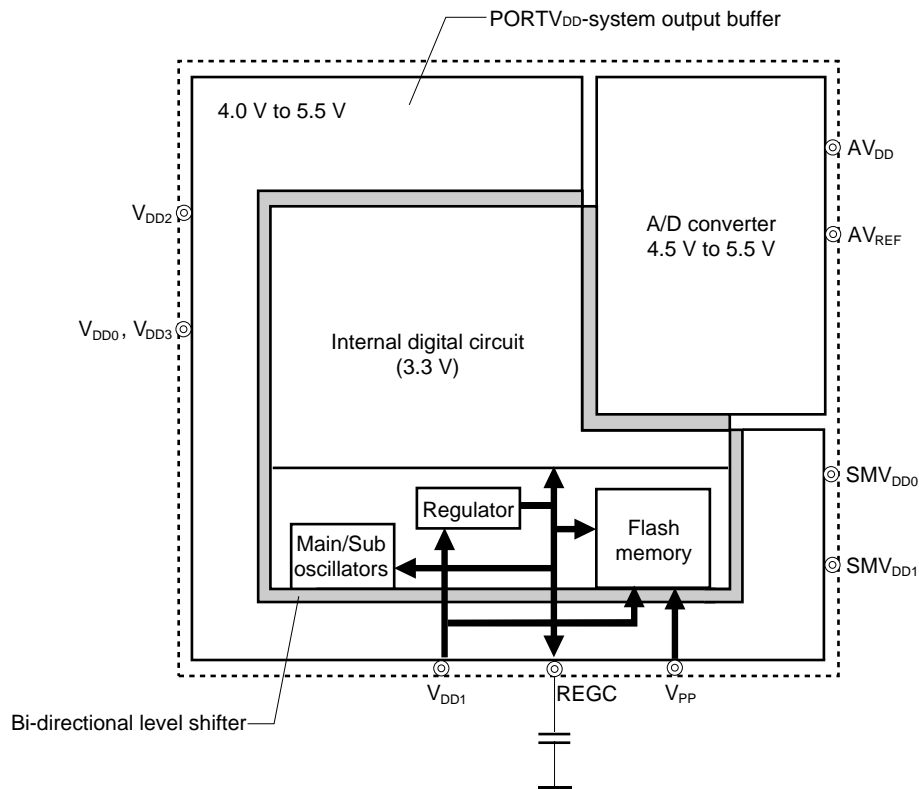 PORTVDD-system output buffer
4.0 V to 5.5 V
AVDD
VDD2
A/D converter
4.5 V to 5.5 V
AVREF
VDD0, VDD3
Internal digital circuit
(3.3 V)
SMVDD0
Regulator
Flash
memory
Main/Sub
oscillators
SMVDD1
VDD1
REGC
VPP
Bi-directional level shifter